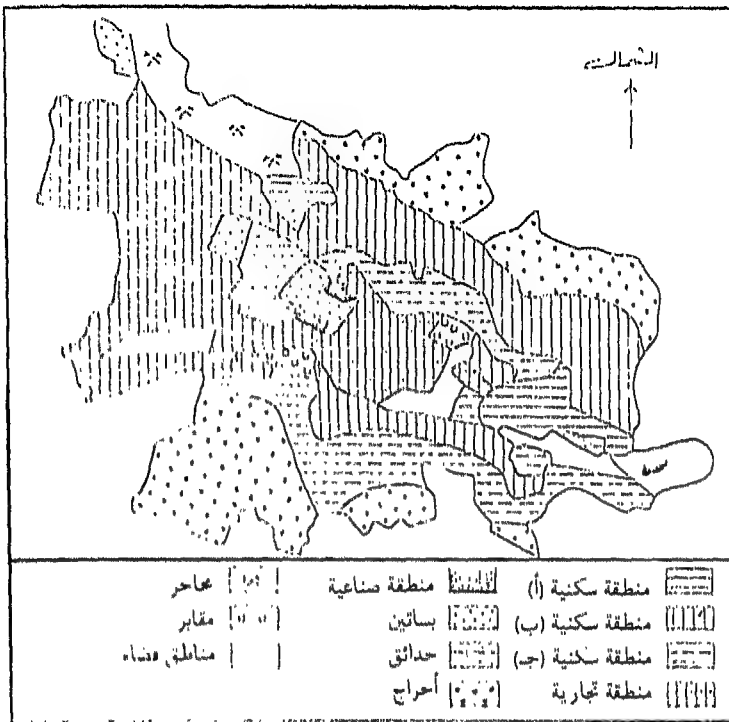 الشمال
منطقة سكنية (أ)
منطقة صناعية
محاجر
منطقة سكنية (ب)
بساتين
مقابر
منطقة سكنية (جـ)
حدائق
مناطق فضاء
منطقة تجارية
أحراج